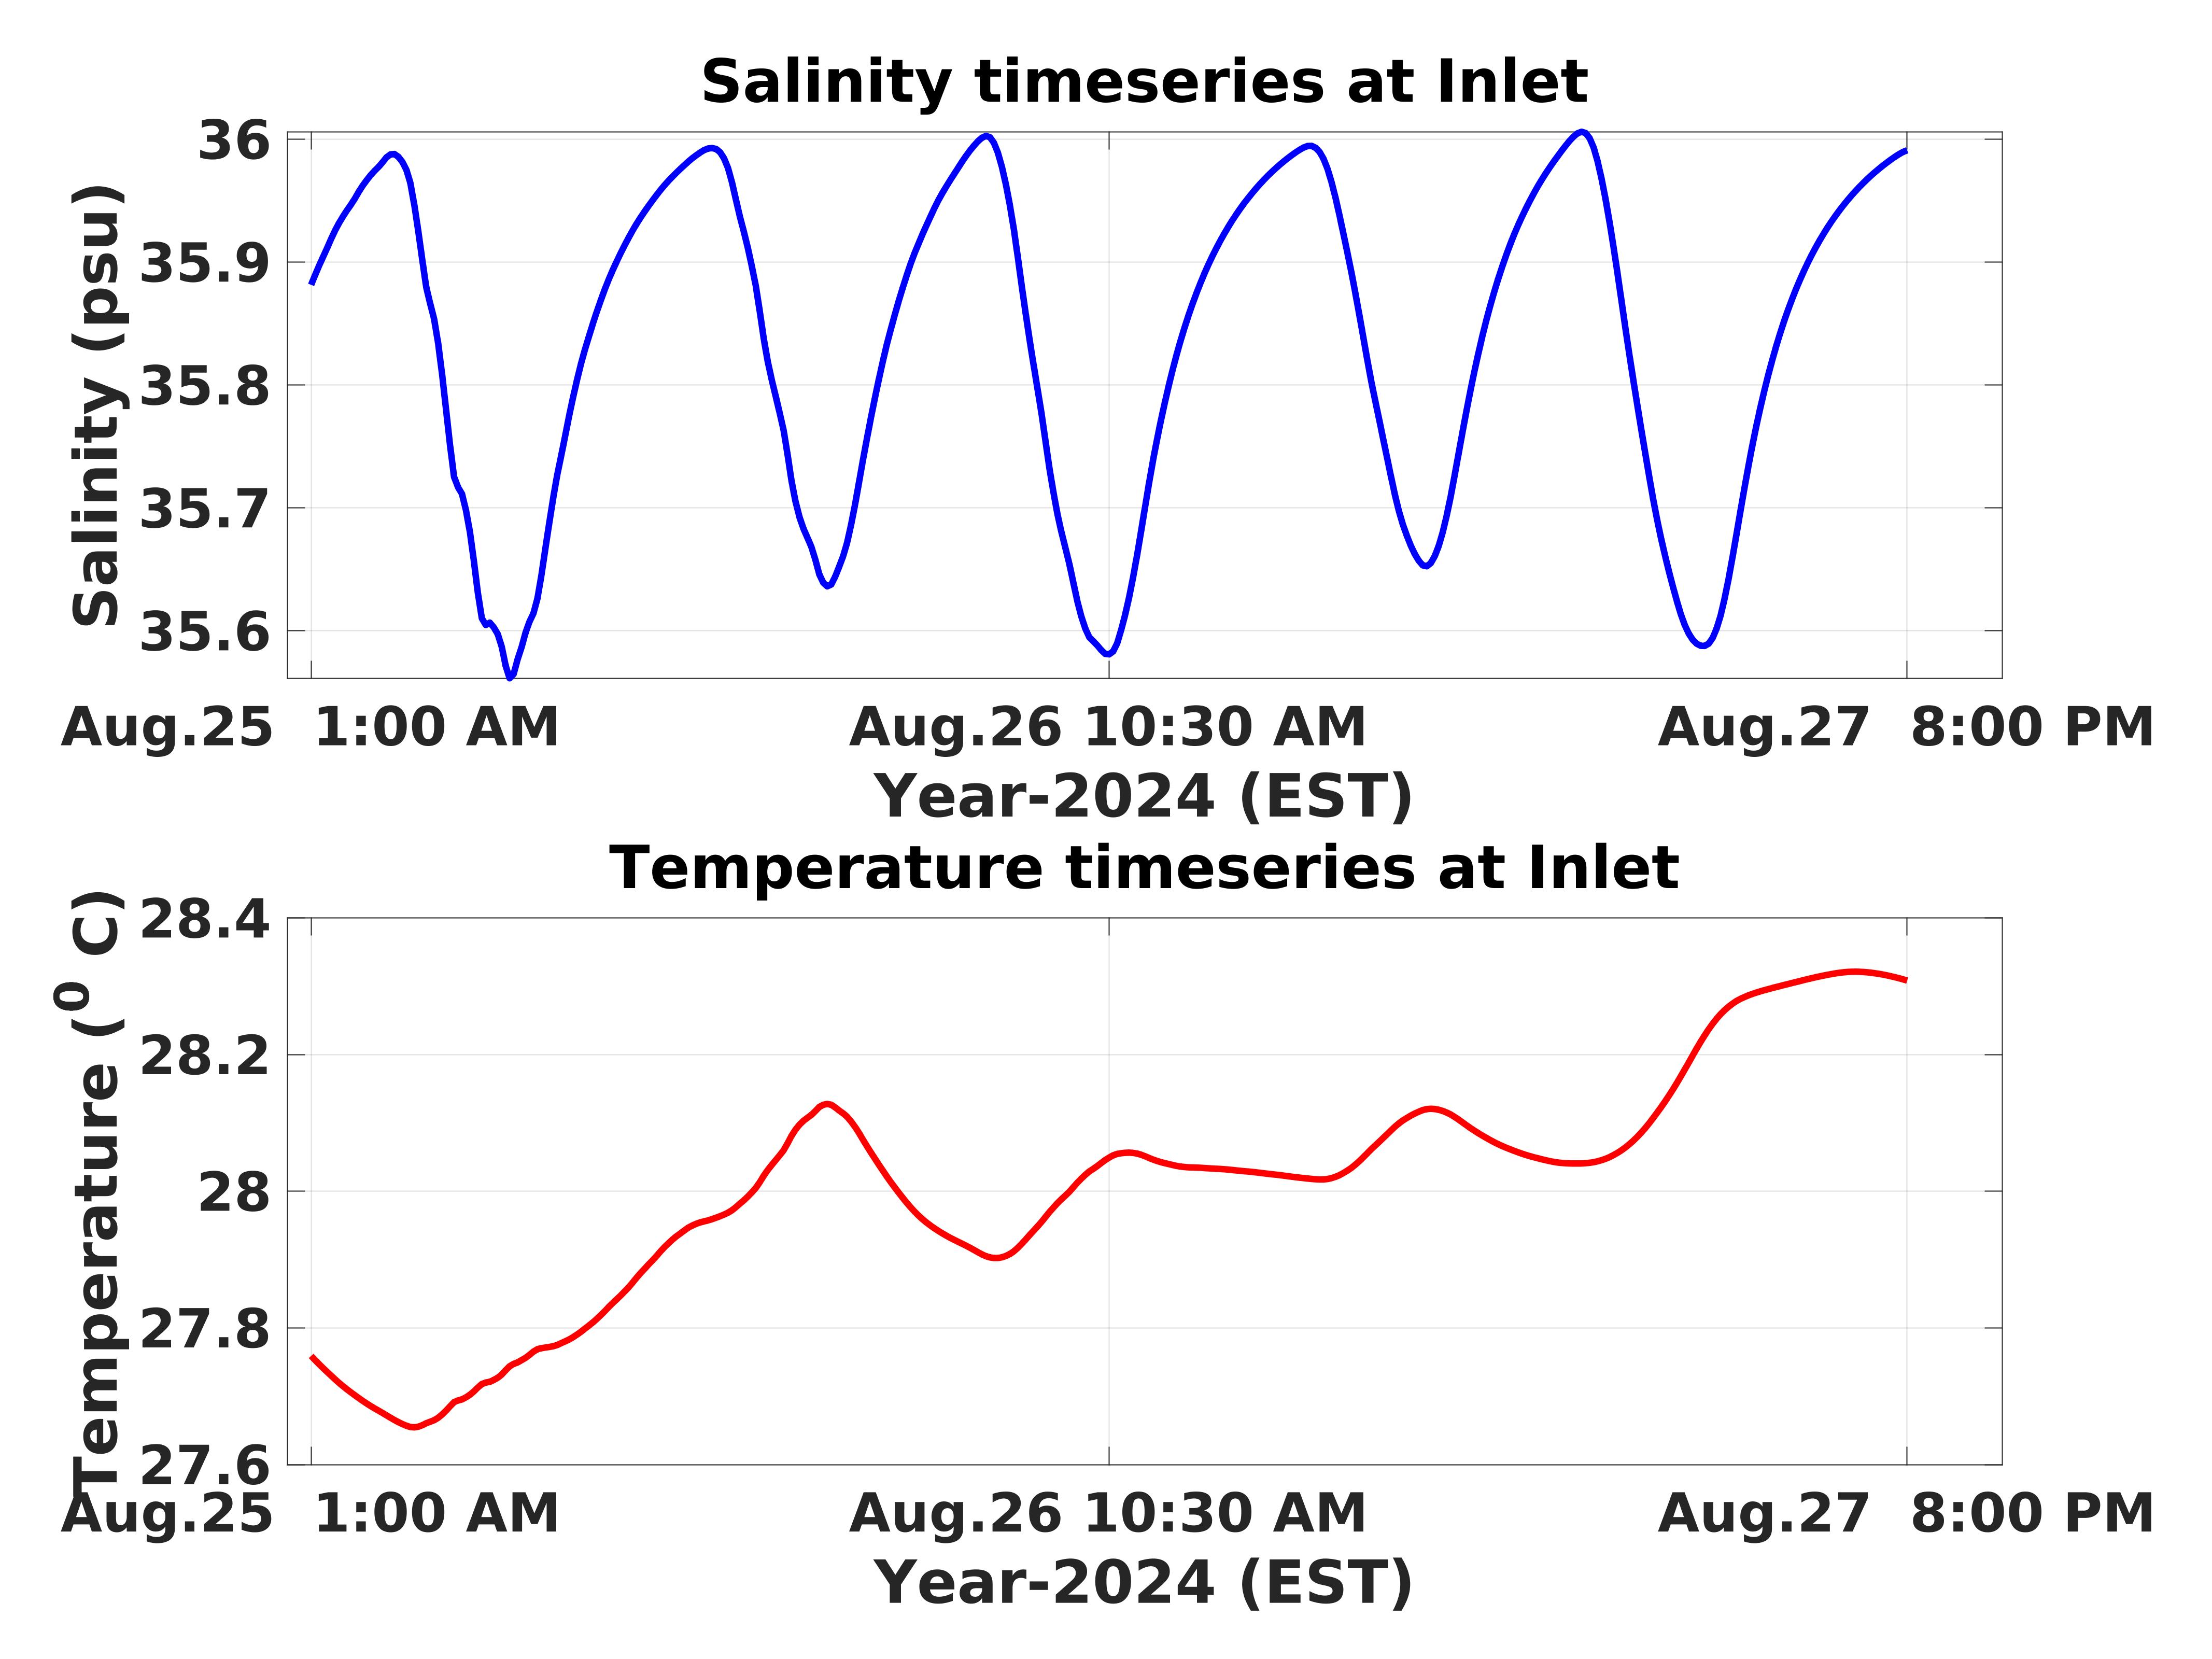 Salinity timeseries at Inlet
Salinity (psu)
36
35.9
35.8
35.7
35.6
Aug.25 1:00 AM Aug.26 10:30 AM Aug.27 8:00 PM
Year-2024 (EST)
Temperature timeseries at Inlet
Temperature (⁰ C)
28.4
28.2
28
27.8
27.6
Aug.25 1:00 AM Aug.26 10:30 AM Aug.27 8:00 PM
Year-2024 (EST)